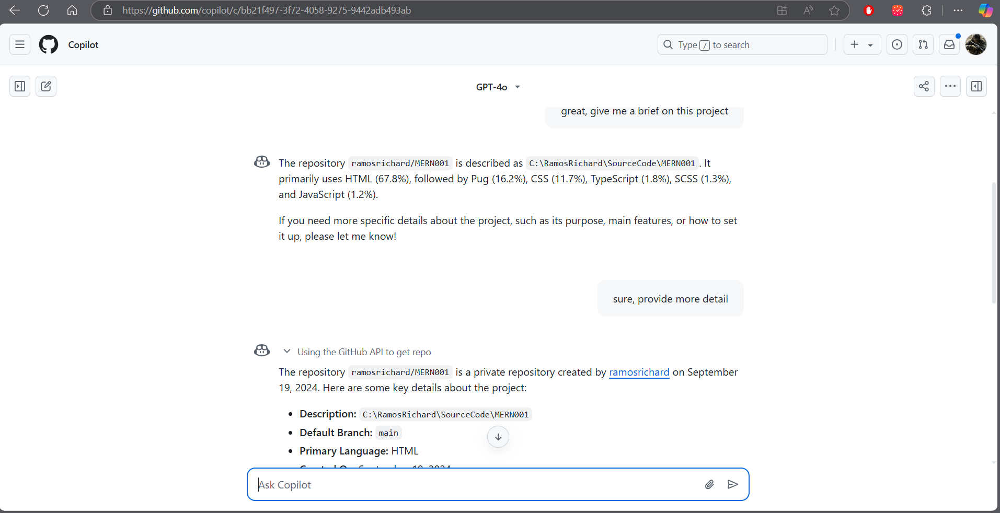 https://github.com/copilot/c/bb21f497-3f72-4058-9275-9442adb493ab
Copilot
Type / to search
GPT-4o
great, give me a brief on this project
The repository ramosrichard/MERN001 is described as C:\RamosRichard\SourceCode\MERN001. It
primarily uses HTML (67.8%), followed by Pug (16.2%), CSS (11.7%), TypeScript (1.8%), SCSS (1.3%),
and JavaScript (1.2%).
If you need more specific details about the project, such as its purpose, main features, or how to set
it up, please let me know!
sure, provide more detail
Using the GitHub API to get repo
The repository ramosrichard/MERN001 is a private repository created by ramosrichard on September
19, 2024. Here are some key details about the project:
Description: C:\RamosRichard\SourceCode\MERN001
Default Branch: main
Primary Language: HTML
Created On: September 19, 2024
Ask Copilot